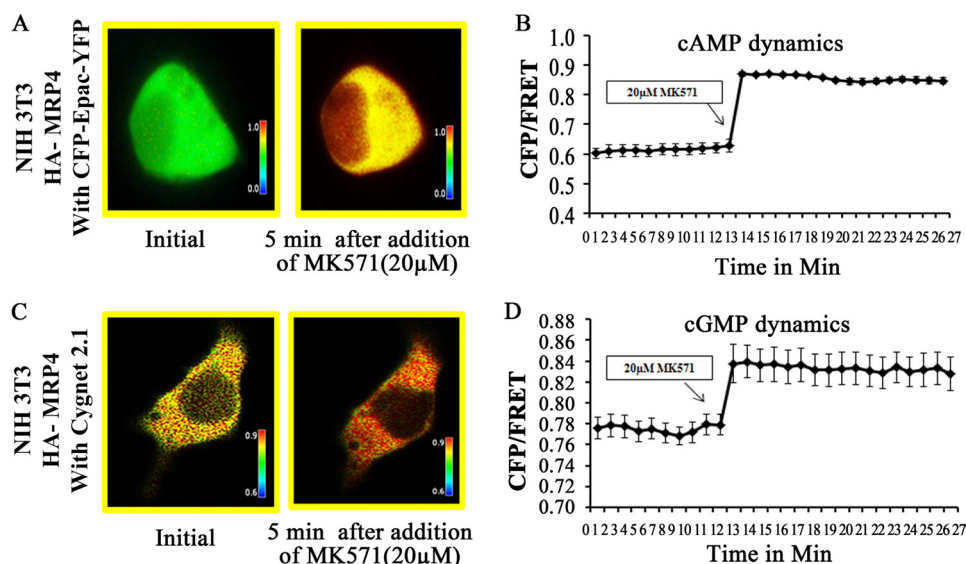 A
NIH 3T3
HA- MRP4
With CFP-Epac-YFP
1.0
0.0
Initial
1.0
0.0
5 min after addition
of MK571(20µM)
B
cAMP dynamics
20µM MK571
CFP/FRET
1.0
0.9
0.8
0.7
0.6
0.5
0.4
0 1 2 3 4 5 6 7 8 9 10 11 12 13 14 15 16 17 18 19 20 21 22 23 24 25 26 27
Time in Min
C
NIH 3T3
HA- MRP4
With Cygnet 2.1
0.9
0.6
Initial
0.9
0.6
5 min after addition
of MK571(20µM)
D
cGMP dynamics
20µM MK571
CFP/FRET
0.88
0.86
0.84
0.82
0.80
0.78
0.76
0.74
0.72
0.70
0 1 2 3 4 5 6 7 8 9 10 11 12 13 14 15 16 17 18 19 20 21 22 23 24 25 26 27
Time in Min